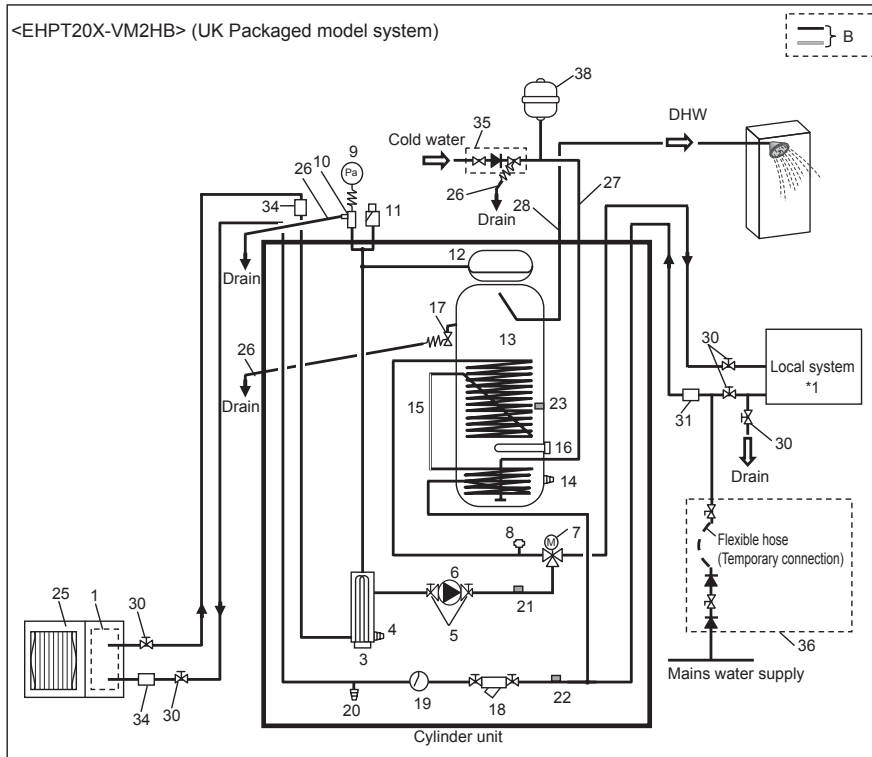 <EHPT20X-VM2HB> (UK Packaged model system)
B
38
DHW
35
Cold water
9
Pa
10
26
11
34
26
Drain
27
28
12
Drain
17
13
30
Local system
*1
26
15
23
31
30
Drain
16
14
Drain
8
7
M
Flexible hose
(Temporary connection)
6
21
25
1
30
5
4
3
36
Mains water supply
34
30
20
19
18
22
Cylinder unit